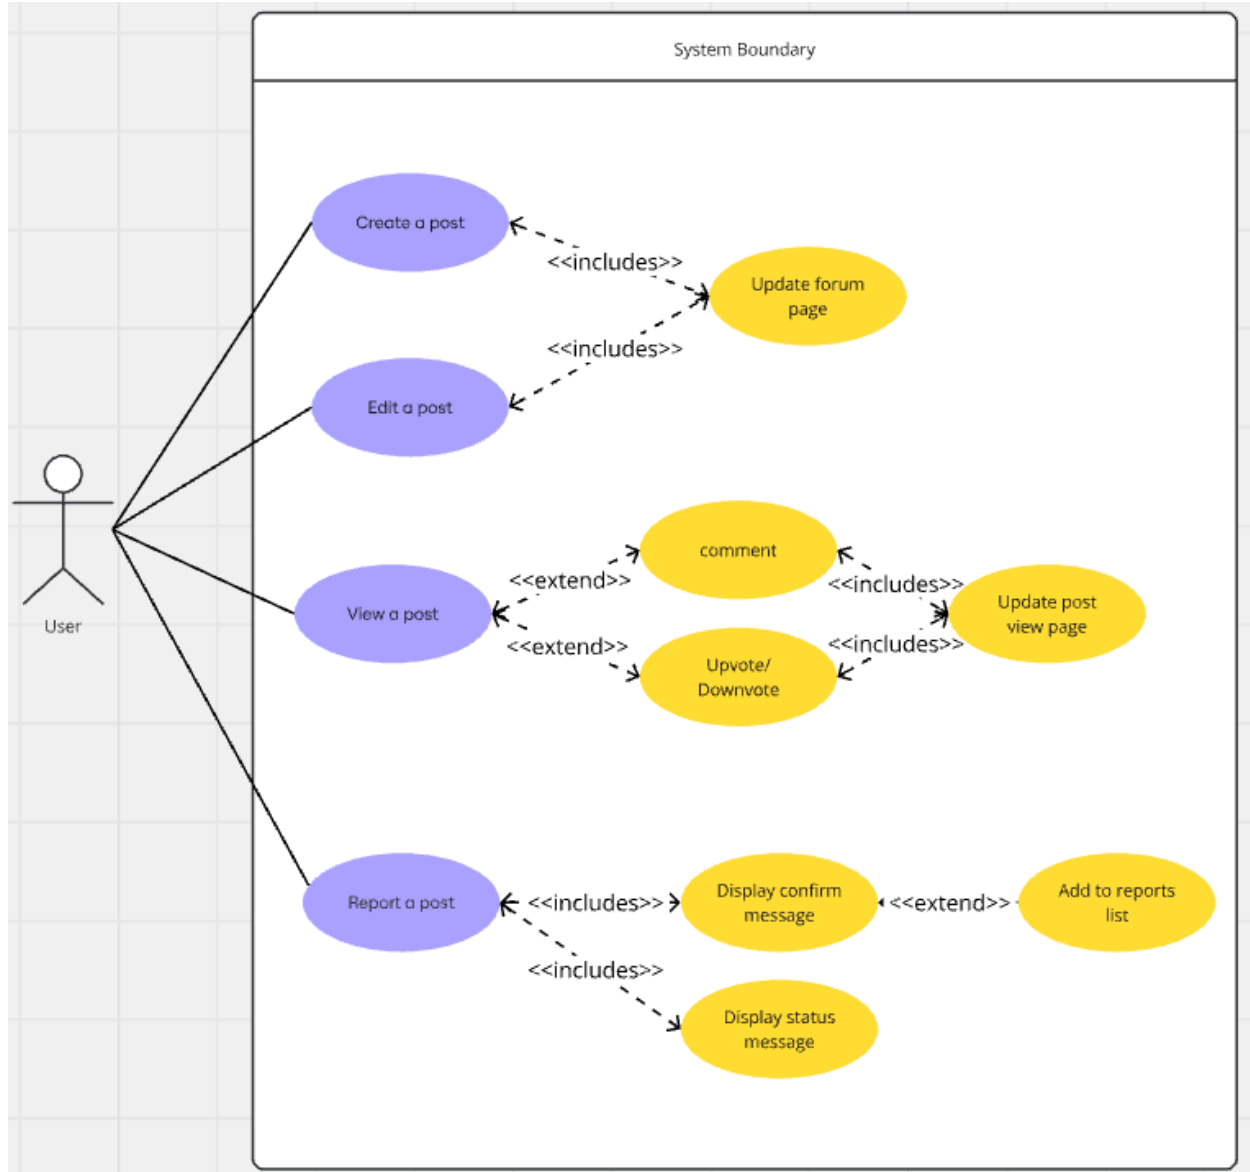 System Boundary
Create a post
<<includes>>
Update forum
page
<<includes>>
Edit a post
User
View a post
<<extend>>
comment
<<includes>>
Update post
view page
<<extend>>
Upvote/
Downvote
<<includes>>
Report a post
<<includes>>
Display confirm
message
<<extend>>
Add to reports
list
<<includes>>
Display status
message